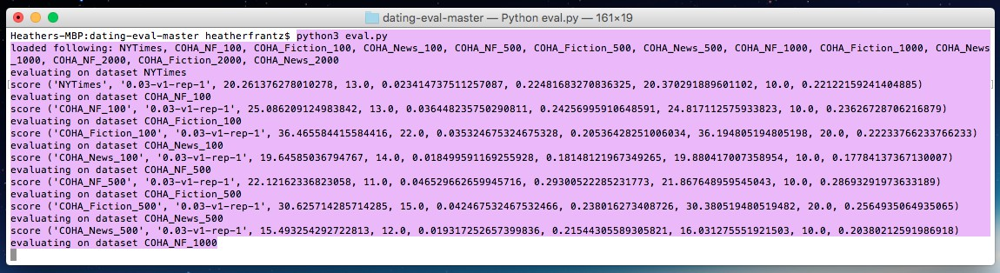 dating-eval-master — Python eval.py — 161×19
Heathers-MBP:dating-eval-master heatherfrantz$ python3 eval.py
loaded following: NYTimes, COHA_NF_100, COHA_Fiction_100, COHA_News_100, COHA_NF_500, COHA_Fiction_500, COHA_News_500, COHA_NF_1000, COHA_Fiction_1000, COHA_News
_1000, COHA_NF_2000, COHA_Fiction_2000, COHA_News_2000
evaluating on dataset NYTimes
score ('NYTimes', '0.03-v1-rep-1', 20.261376278010278, 13.0, 0.023414737511257087, 0.22481683270836325, 20.370291889601102, 10.0, 0.22122159241404885)
evaluating on dataset COHA_NF_100
score ('COHA_NF_100', '0.03-v1-rep-1', 25.086209124983842, 13.0, 0.036448235750290811, 0.24256995910648591, 24.817112575933823, 10.0, 0.23626728706216879)
evaluating on dataset COHA_Fiction_100
score ('COHA_Fiction_100', '0.03-v1-rep-1', 36.465584415584416, 22.0, 0.035324675324675328, 0.20536428251006034, 36.194805194805198, 20.0, 0.22233766233766233)
evaluating on dataset COHA_News_100
score ('COHA_News_100', '0.03-v1-rep-1', 19.64585036794767, 14.0, 0.018499591169255928, 0.18148121967349265, 19.880417007358954, 10.0, 0.17784137367130007)
evaluating on dataset COHA_NF_500
score ('COHA_NF_500', '0.03-v1-rep-1', 22.12162336823058, 11.0, 0.046529662659945716, 0.29300522285231773, 21.867648959545043, 10.0, 0.28693291973633189)
evaluating on dataset COHA_Fiction_500
score ('COHA_Fiction_500', '0.03-v1-rep-1', 30.625714285714285, 15.0, 0.042467532467532466, 0.238016273408726, 30.380519480519482, 20.0, 0.2564935064935065)
evaluating on dataset COHA_News_500
score ('COHA_News_500', '0.03-v1-rep-1', 15.493254292722813, 12.0, 0.019317252657399836, 0.21544305589305821, 16.031275551921503, 10.0, 0.20380212591986918)
evaluating on dataset COHA_NF_1000